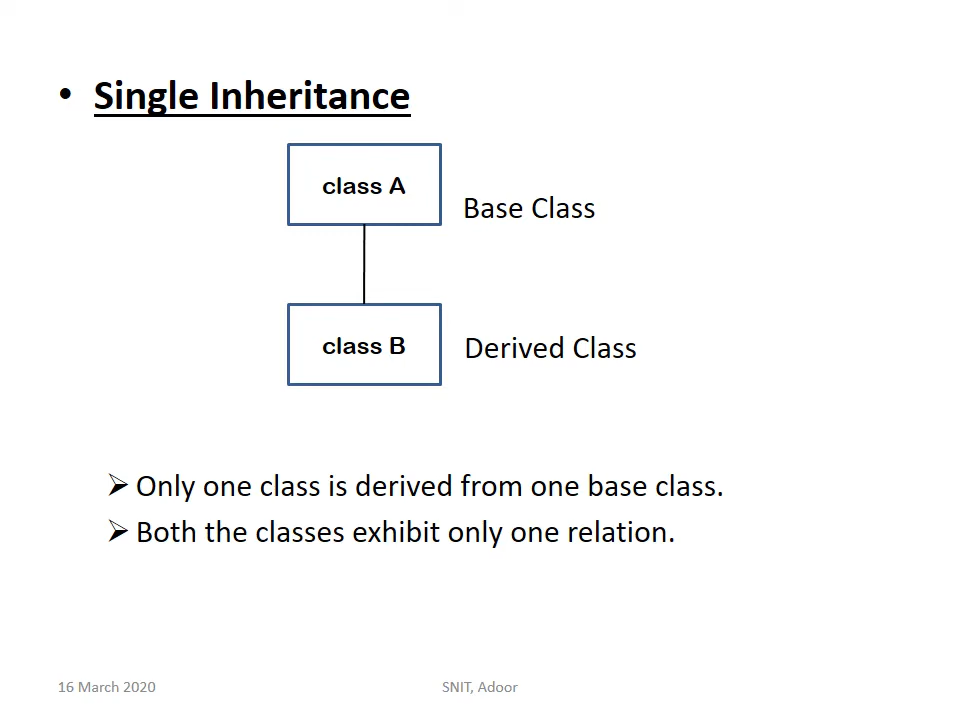 • Single Inheritance
class A
Base Class
class B
Derived Class
➢ Only one class is derived from one base class.
➢ Both the classes exhibit only one relation.
16 March 2020
SNIT, Adoor